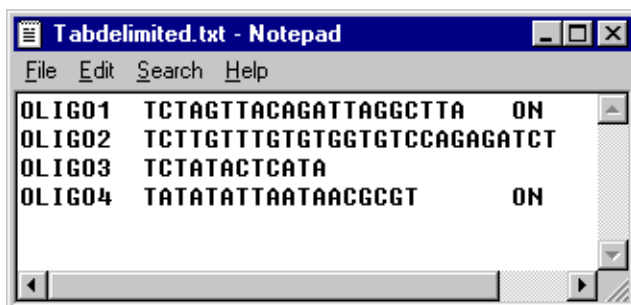 Tabdelimited.txt - Notepad
File Edit Search Help
OLIGO1 TCTAGTTACAGATTAGGCTTA ON
OLIGO2 TCTTGTTTGTGTGGTGTCCAGAGATCT
OLIGO3 TCTATACTCATA
OLIGO4 TATATATTAATAACGCGT ON